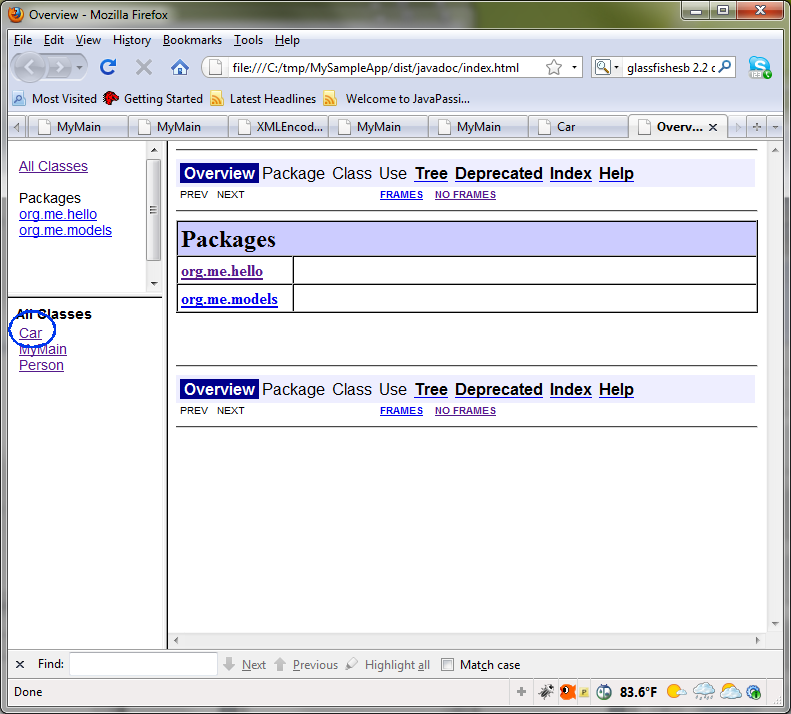 Overview - Mozilla Firefox
File Edit View History Bookmarks Tools Help
file:///C:/tmp/MySampleApp/dist/javadoc/index.html
glassfishesb 2.2 c
Most Visited Getting Started Latest Headlines Welcome to JavaPassi...
MyMain MyMain XMLEncod... MyMain MyMain Car Overv...
All Classes
Packages
org.me.hello
org.me.models
All Classes
Car
MyMain
Person
Overview Package Class Use Tree Deprecated Index Help
PREV NEXT FRAMES NO FRAMES
Packages
org.me.hello
org.me.models
Overview Package Class Use Tree Deprecated Index Help
PREV NEXT FRAMES NO FRAMES
Find: Next Previous Highlight all Match case
Done P 83.6°F